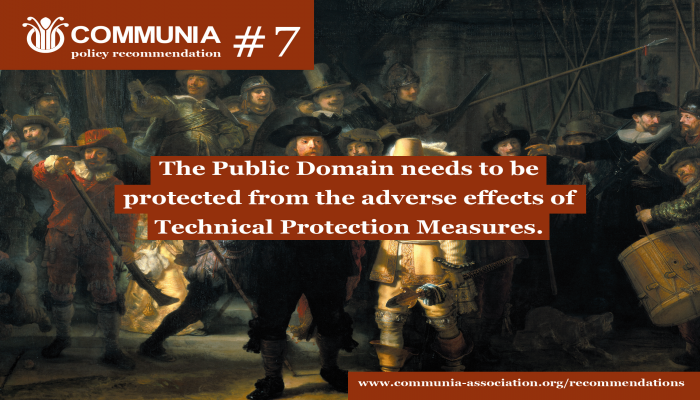 COMMUNIA
policy recommendation
#7
The Public Domain needs to be
protected from the adverse effects of
Technical Protection Measures.
www.communia-association.org/recommendations